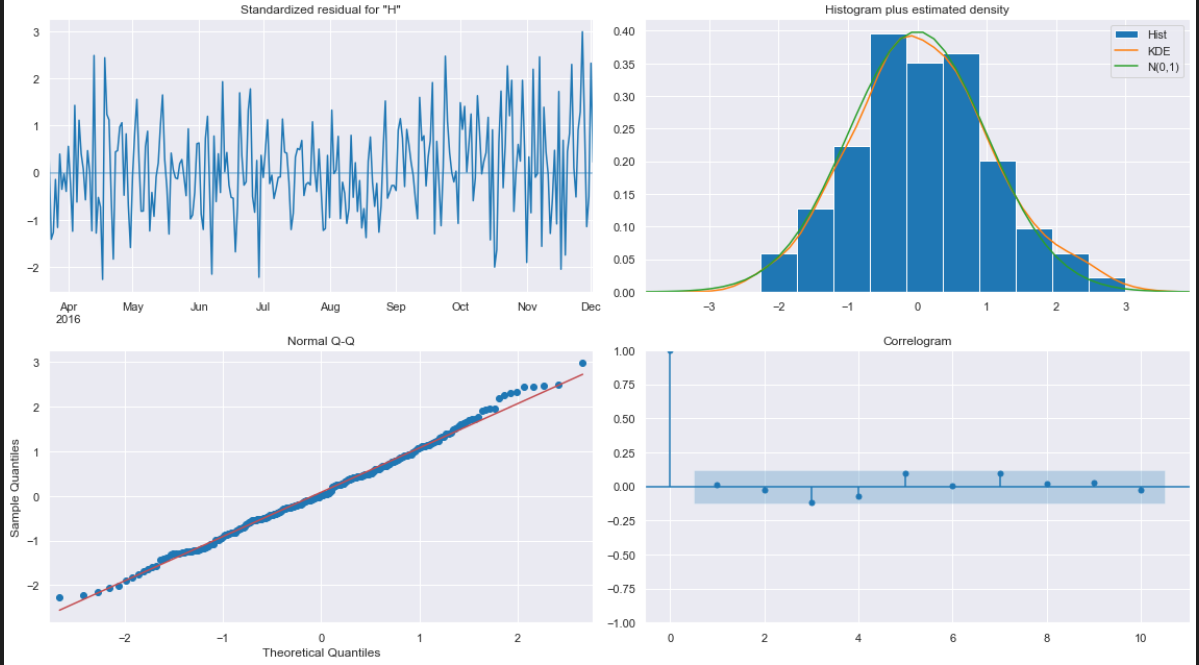 Standardized residual for "H"
3
2
1
0
−1
−2
Apr
2016
May
Jun
Jul
Aug
Sep
Oct
Nov
Dec
Histogram plus estimated density
Hist
KDE
N(0,1)
0.40
0.35
0.30
0.25
0.20
0.15
0.10
0.05
0.00
−3
−2
−1
0
1
2
3
Normal Q-Q
Sample Quantiles
3
2
1
0
−1
−2
−2
−1
0
1
2
Theoretical Quantiles
Correlogram
1.00
0.75
0.50
0.25
0.00
−0.25
−0.50
−0.75
−1.00
0
2
4
6
8
10